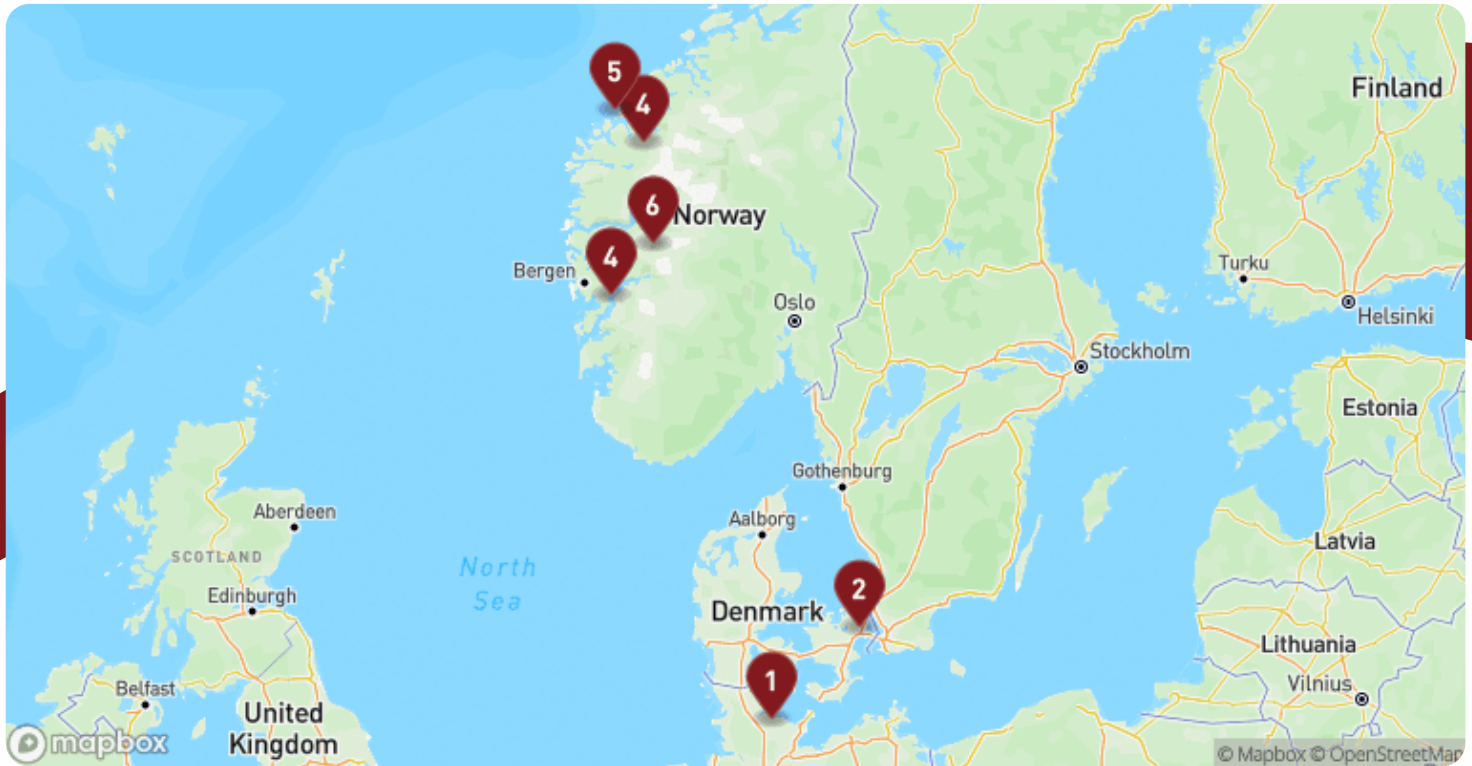 5
4
Finland
6
Norway
4
Bergen
Turku
Oslo
Helsinki
Stockholm
Estonia
Gothenburg
Aberdeen
Aalborg
SCOTLAND
Latvia
North
Sea
Edinburgh
2
Denmark
Lithuania
1
Belfast
Vilnius
United
Kingdom
mapbox
© Mapbox © OpenStreetMap